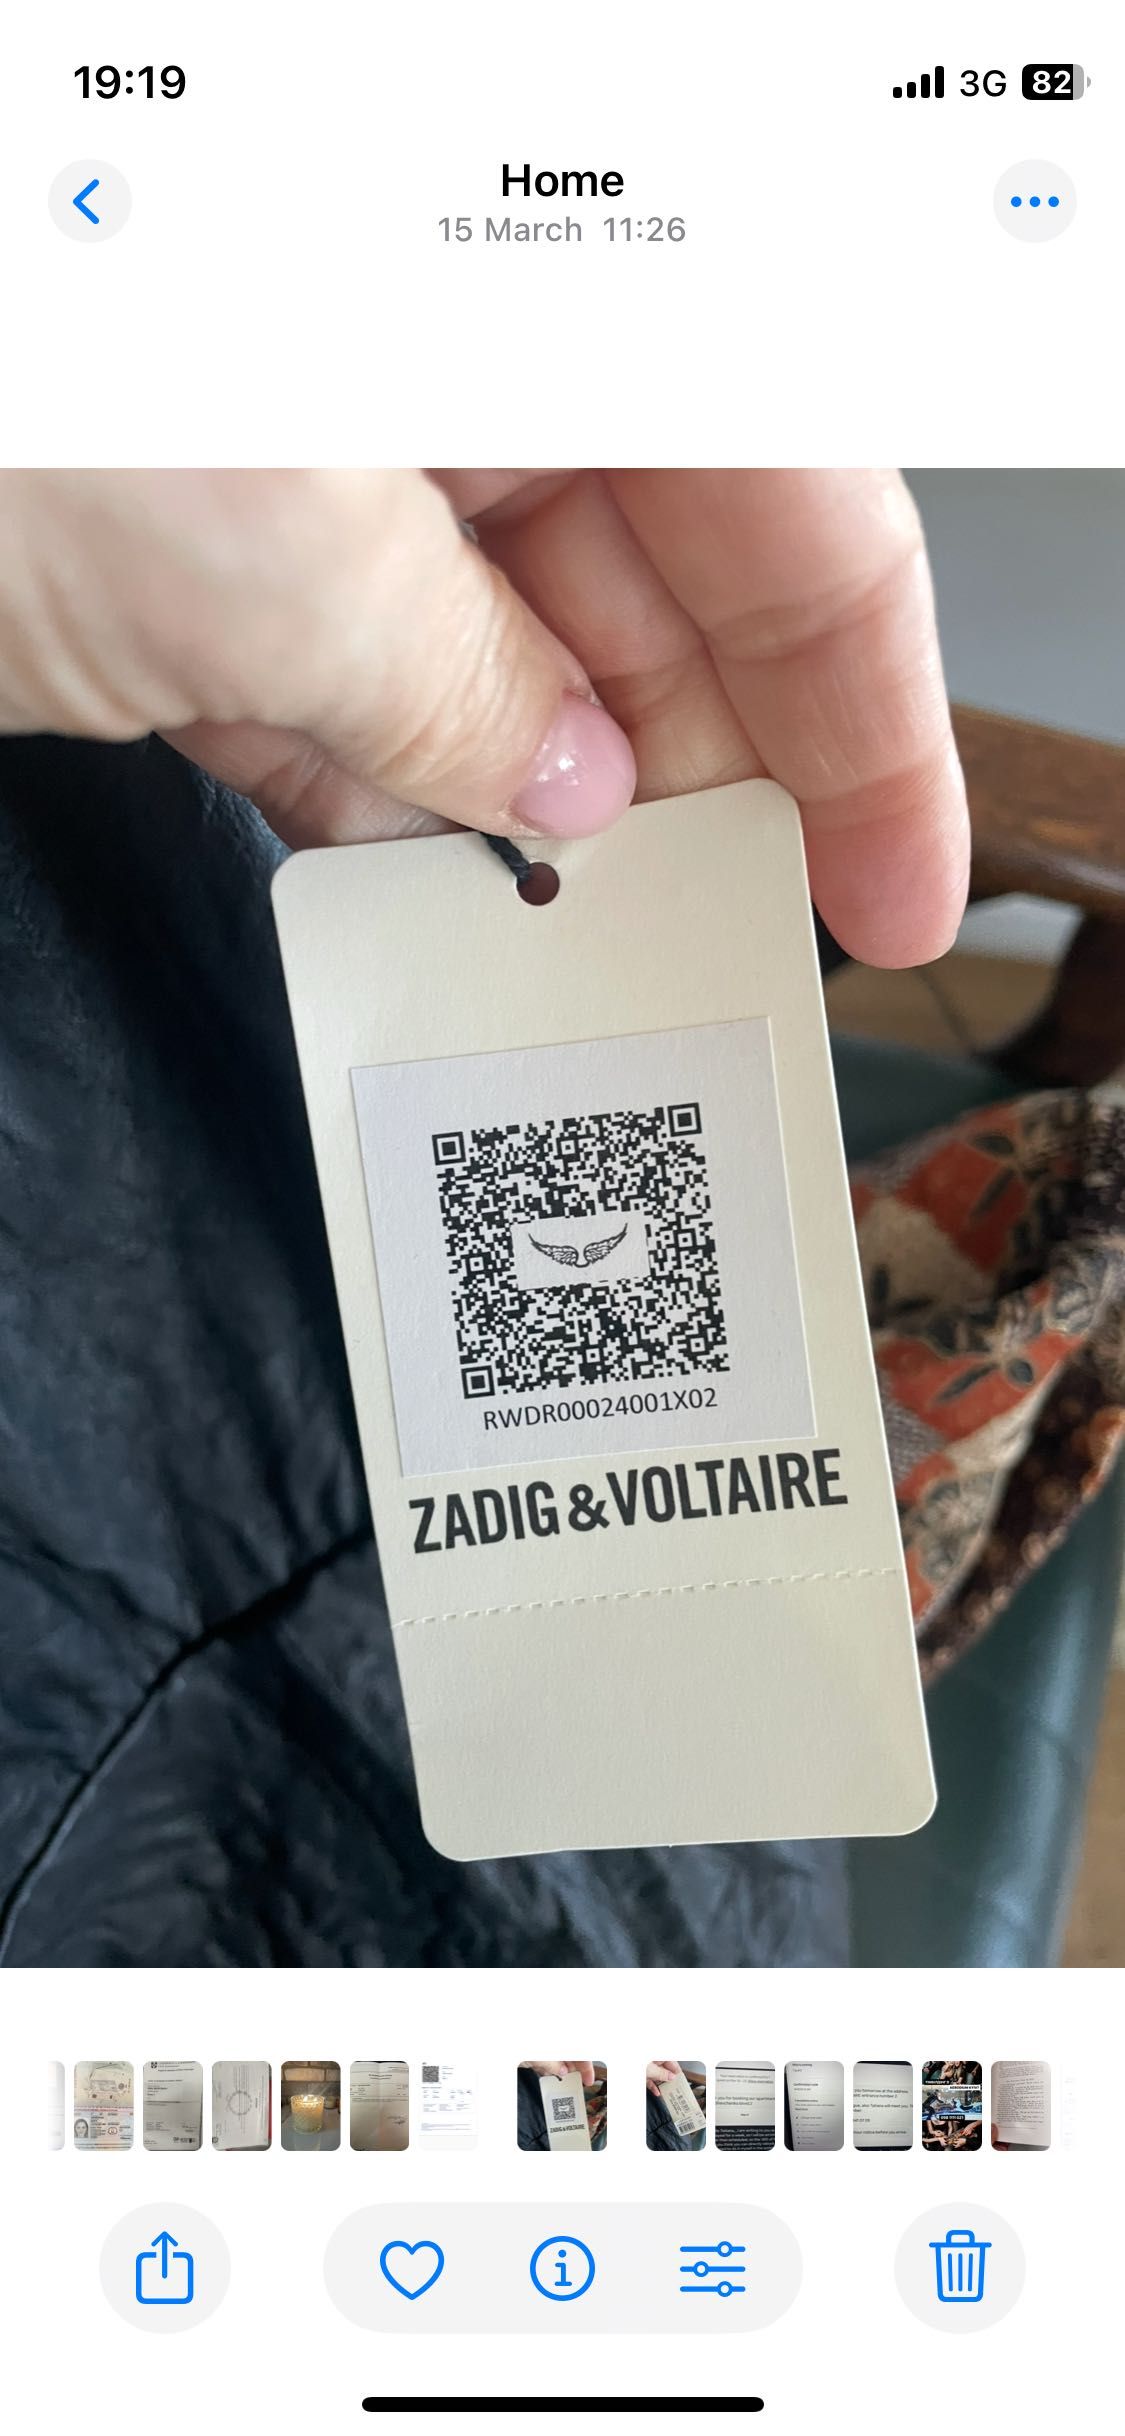 19:19
3G
82
Home
15 March 11:26
RWDR00024001X02
ZADIG & VOLTAIRE